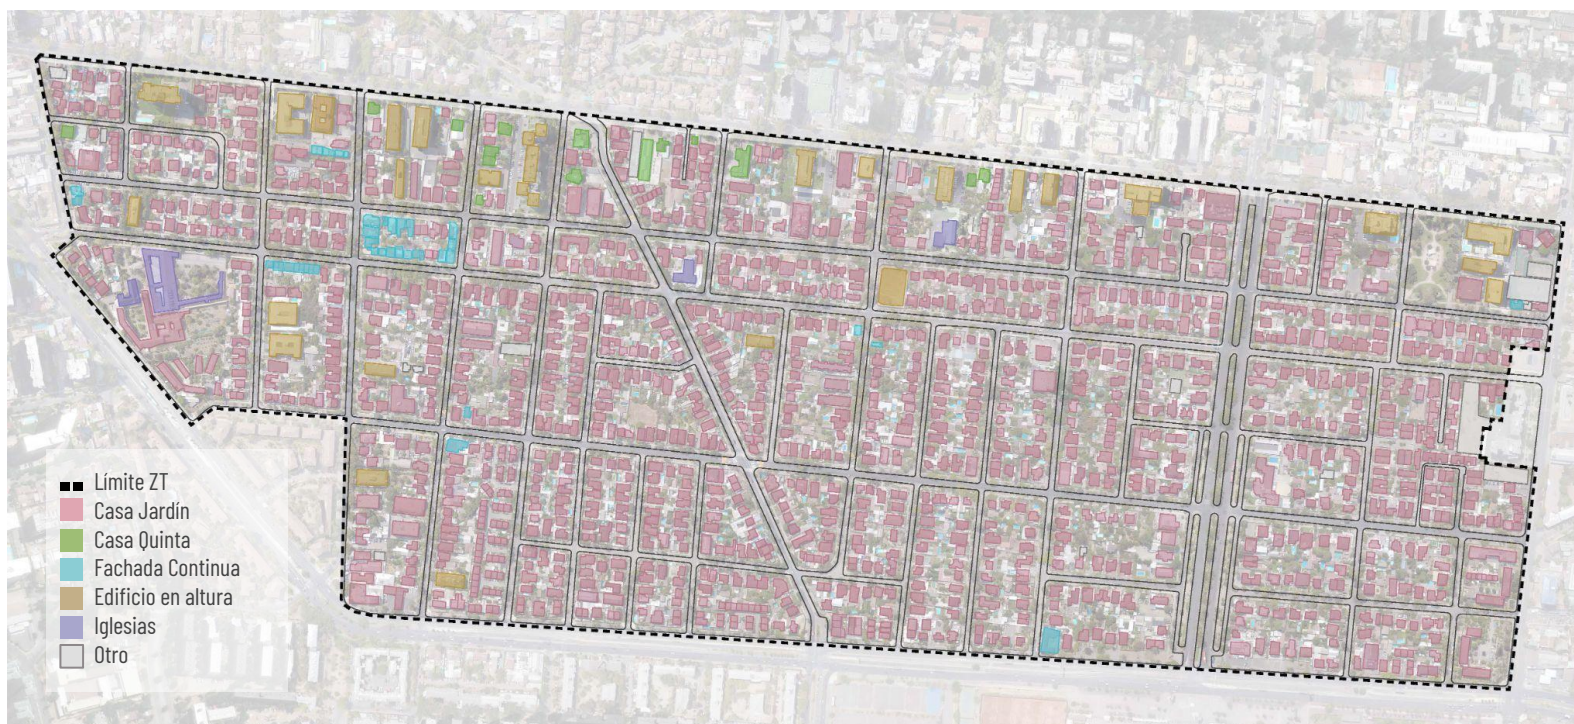 Límite ZT
Casa Jardín
Casa Quinta
Fachada Continua
Edificio en altura
Iglesias
Otro